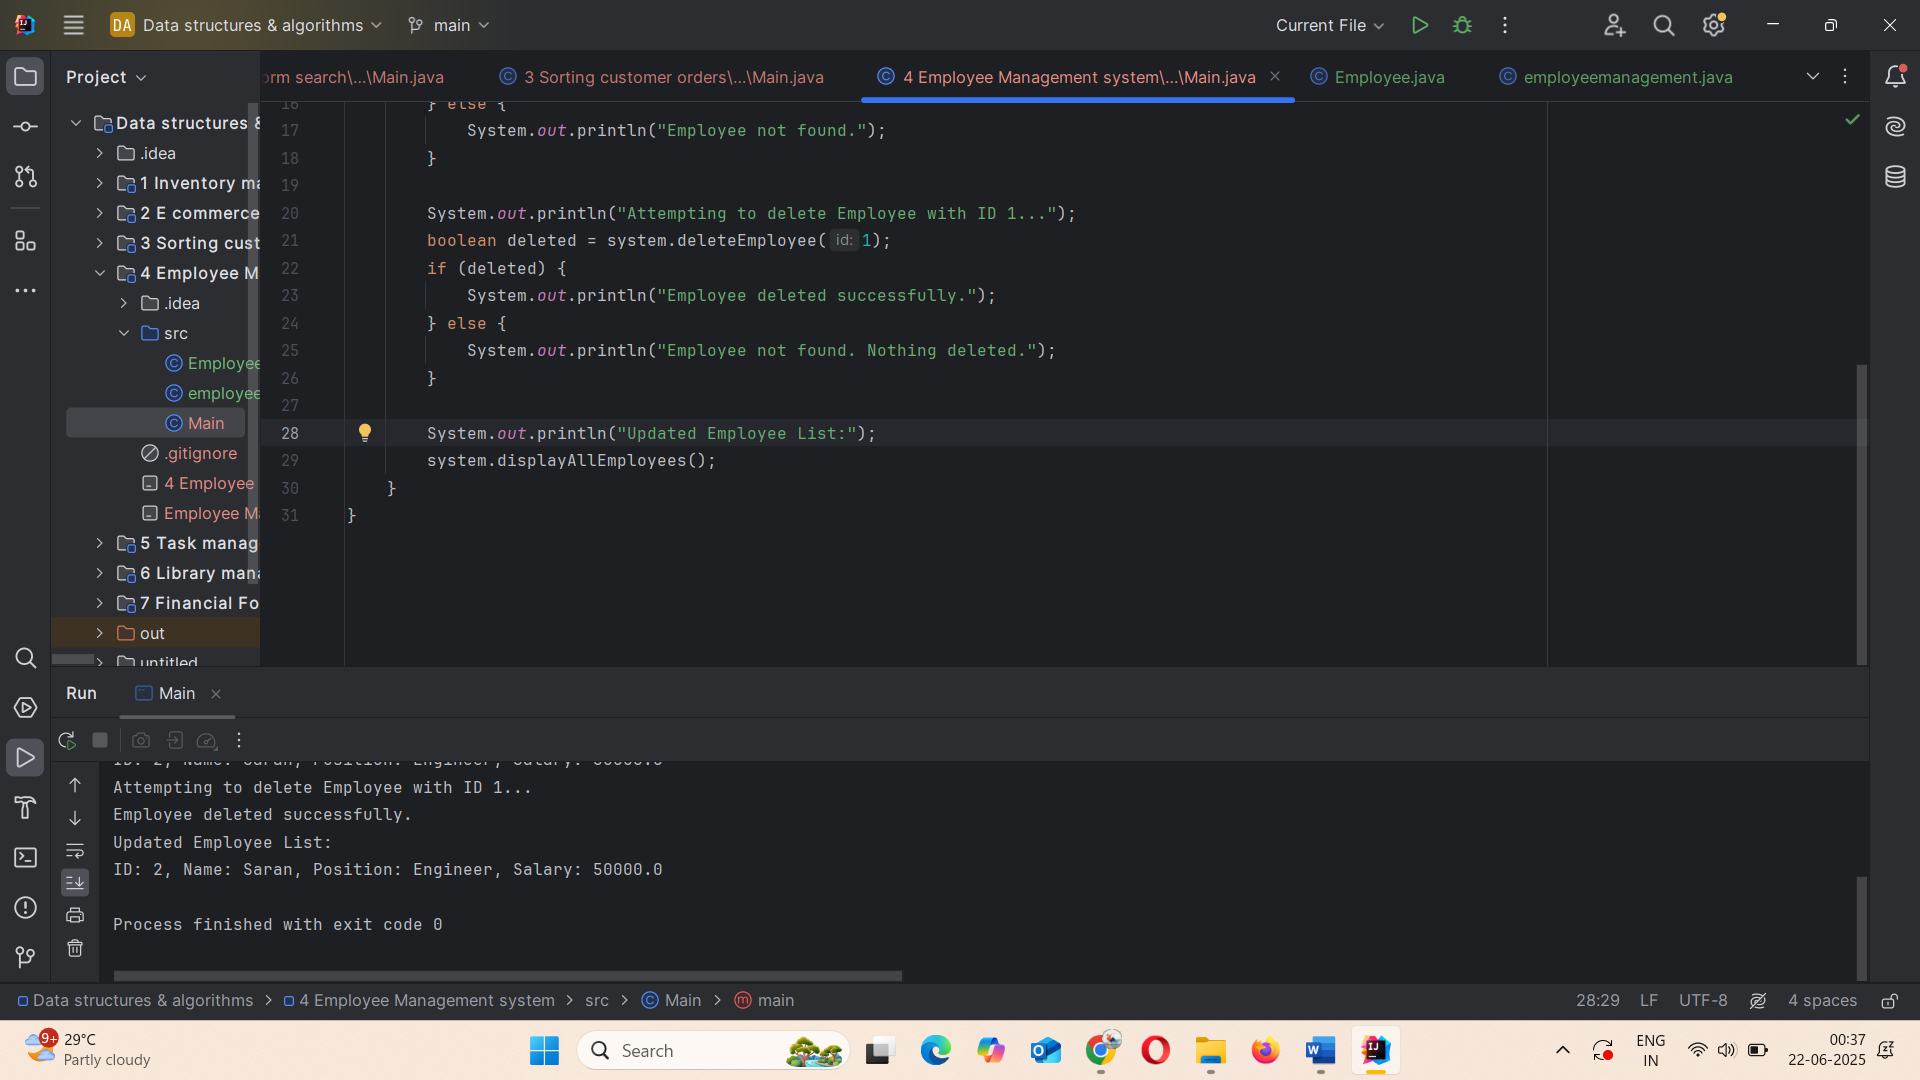 DA Data structures & algorithms main Current File
Project
orm search\...\Main.java 3 Sorting customer orders\...\Main.java 4 Employee Management system\...\Main.java Employee.java employeemanagement.java
Data structures &
.idea
1 Inventory ma
2 E commerce
3 Sorting cust
4 Employee M
.idea
src
Employee
employee
Main
.gitignore
4 Employee
Employee Ma
5 Task manag
6 Library mana
7 Financial Fo
out
untitled
16 } else {
17 System.out.println("Employee not found.");
18 }
19
20 System.out.println("Attempting to delete Employee with ID 1...");
21 boolean deleted = system.deleteEmployee( id: 1);
22 if (deleted) {
23 System.out.println("Employee deleted successfully.");
24 } else {
25 System.out.println("Employee not found. Nothing deleted.");
26 }
27
28 System.out.println("Updated Employee List:");
29 system.displayAllEmployees();
30 }
31 }
Run Main
ID: 2, Name: Saran, Position: Engineer, Salary: 50000.0
Attempting to delete Employee with ID 1...
Employee deleted successfully.
Updated Employee List:
ID: 2, Name: Saran, Position: Engineer, Salary: 50000.0
Process finished with exit code 0
Data structures & algorithms > 4 Employee Management system > src > Main > main 28:29 LF UTF-8 4 spaces
9+ 29°C
Partly cloudy
Search
ENG
IN
00:37
22-06-2025